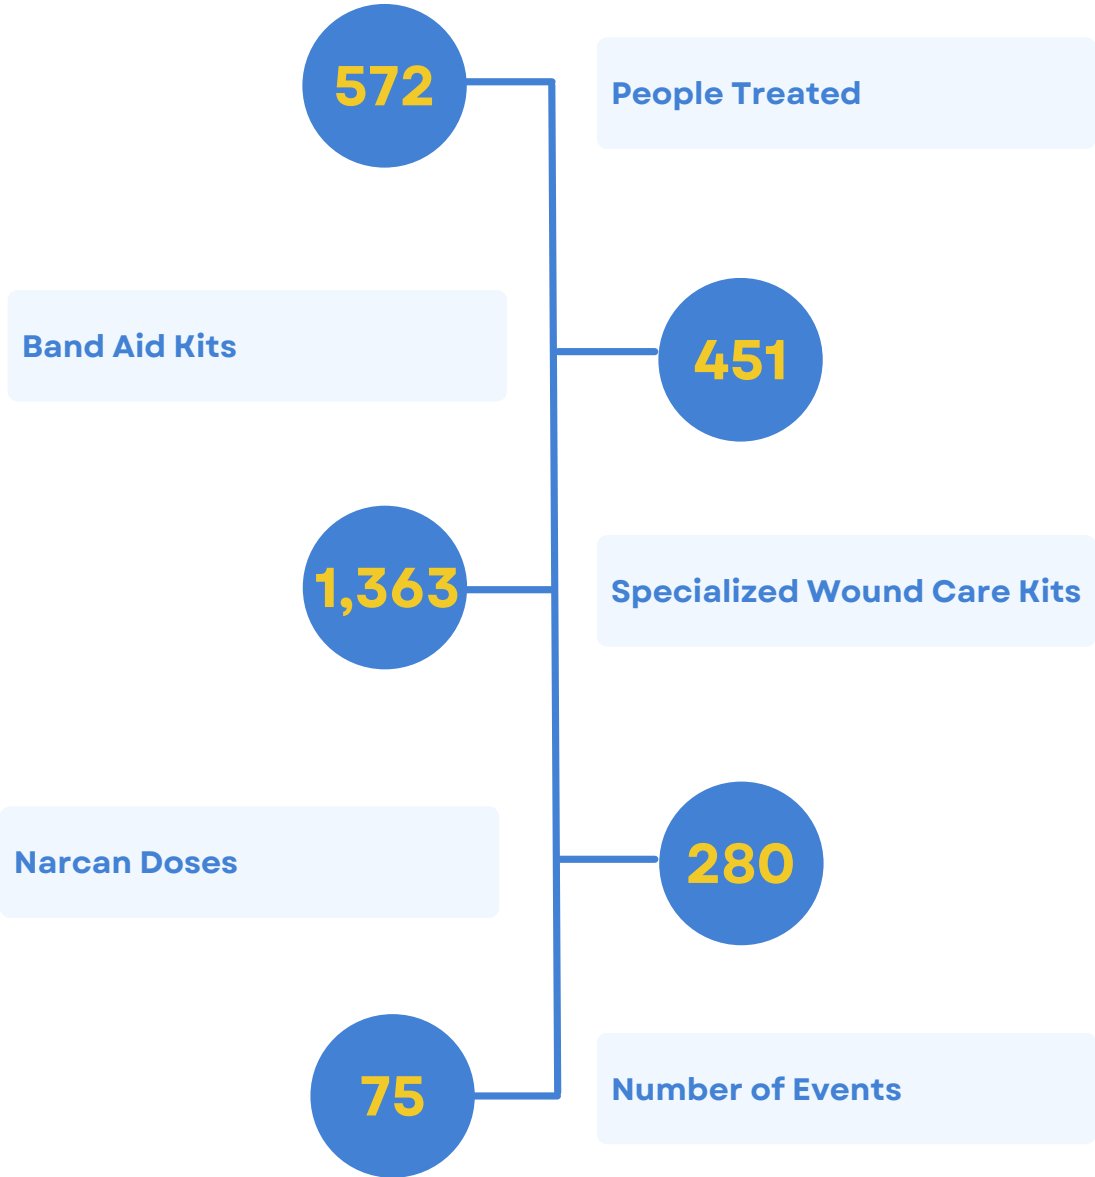 572
People Treated
Band Aid Kits
451
1,363
Specialized Wound Care Kits
Narcan Doses
280
75
Number of Events